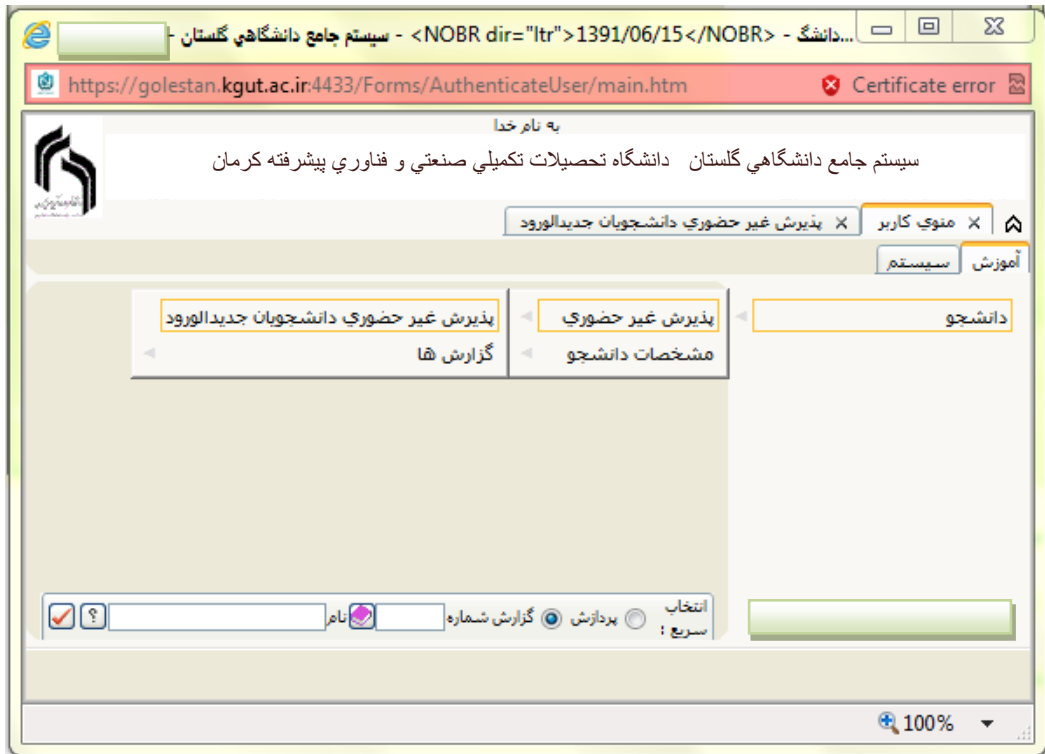 دانشگ... - <NOBR dir="ltr">1391/06/15</NOBR> - سيستم جامع دانشگاهي گلستان -
https://golestan.kgut.ac.ir:4433/Forms/AuthenticateUser/main.htm Certificate error
به نام خدا
سيستم جامع دانشگاهي گلستان دانشگاه تحصيلات تكميلي صنعتي و فناوري پيشرفته كرمان
منوي كاربر پذيرش غير حضوري دانشجويان جديدالورود
آموزش سيستم
دانشجو پذيرش غير حضوري پذيرش غير حضوري دانشجويان جديدالورود
مشخصات دانشجو گزارش ها
انتخاب سريع : پردازش گزارش شماره نام ؟
100%